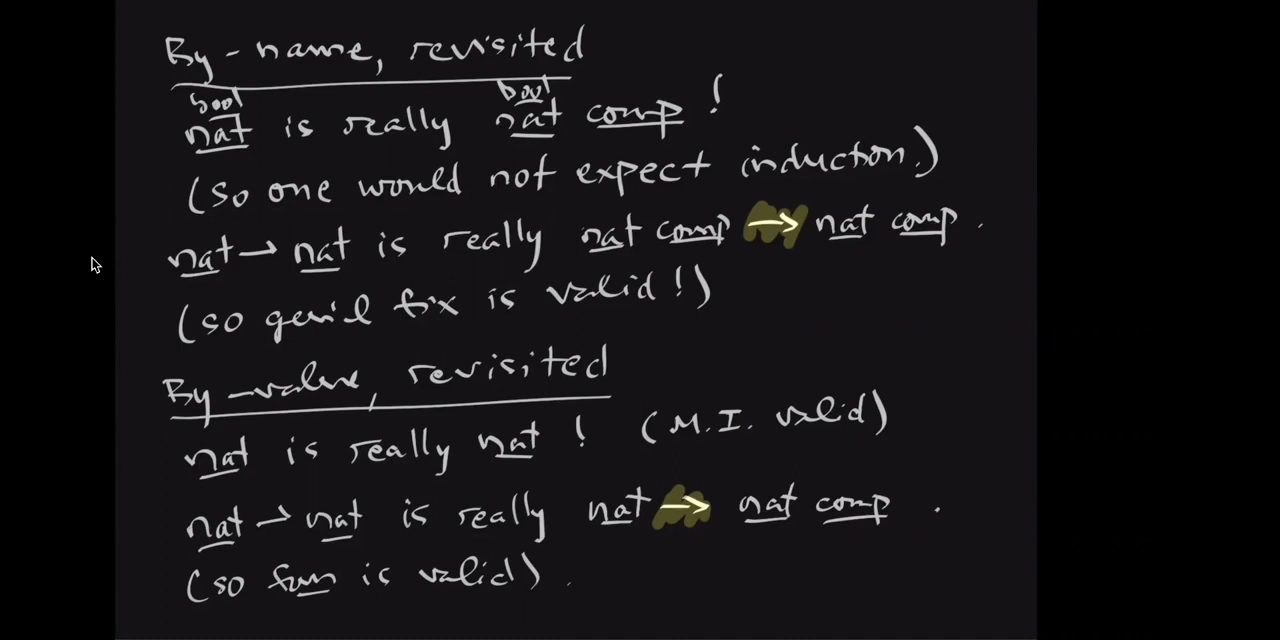 By-name, revisited
bool bool
nat is really nat comp !
(so one would not expect induction.)
nat → nat is really nat comp → nat comp.
(so gen'l fix is valid!)
By-value, revisited
nat is really nat ! (M.I. valid)
nat → nat is really nat → nat comp.
(so fun is valid).